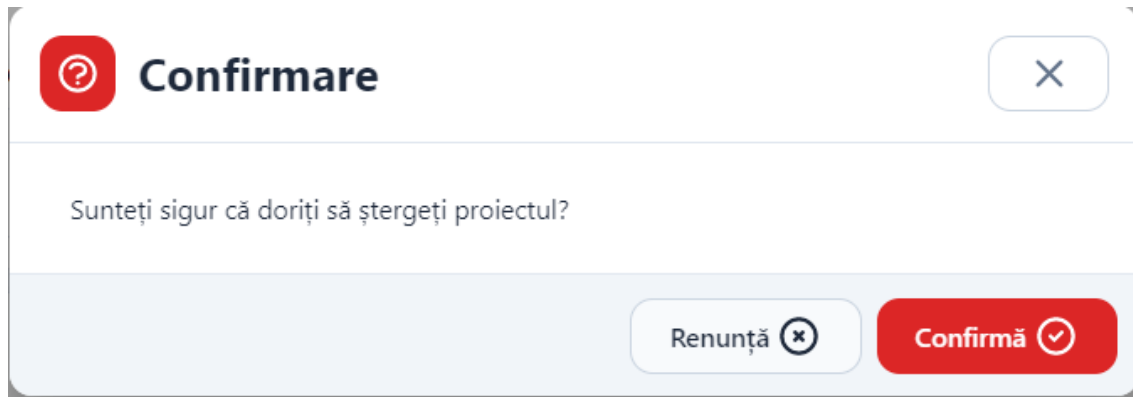 Confirmare
Sunteți sigur că doriți să ștergeți proiectul?
Renunță
Confirmă